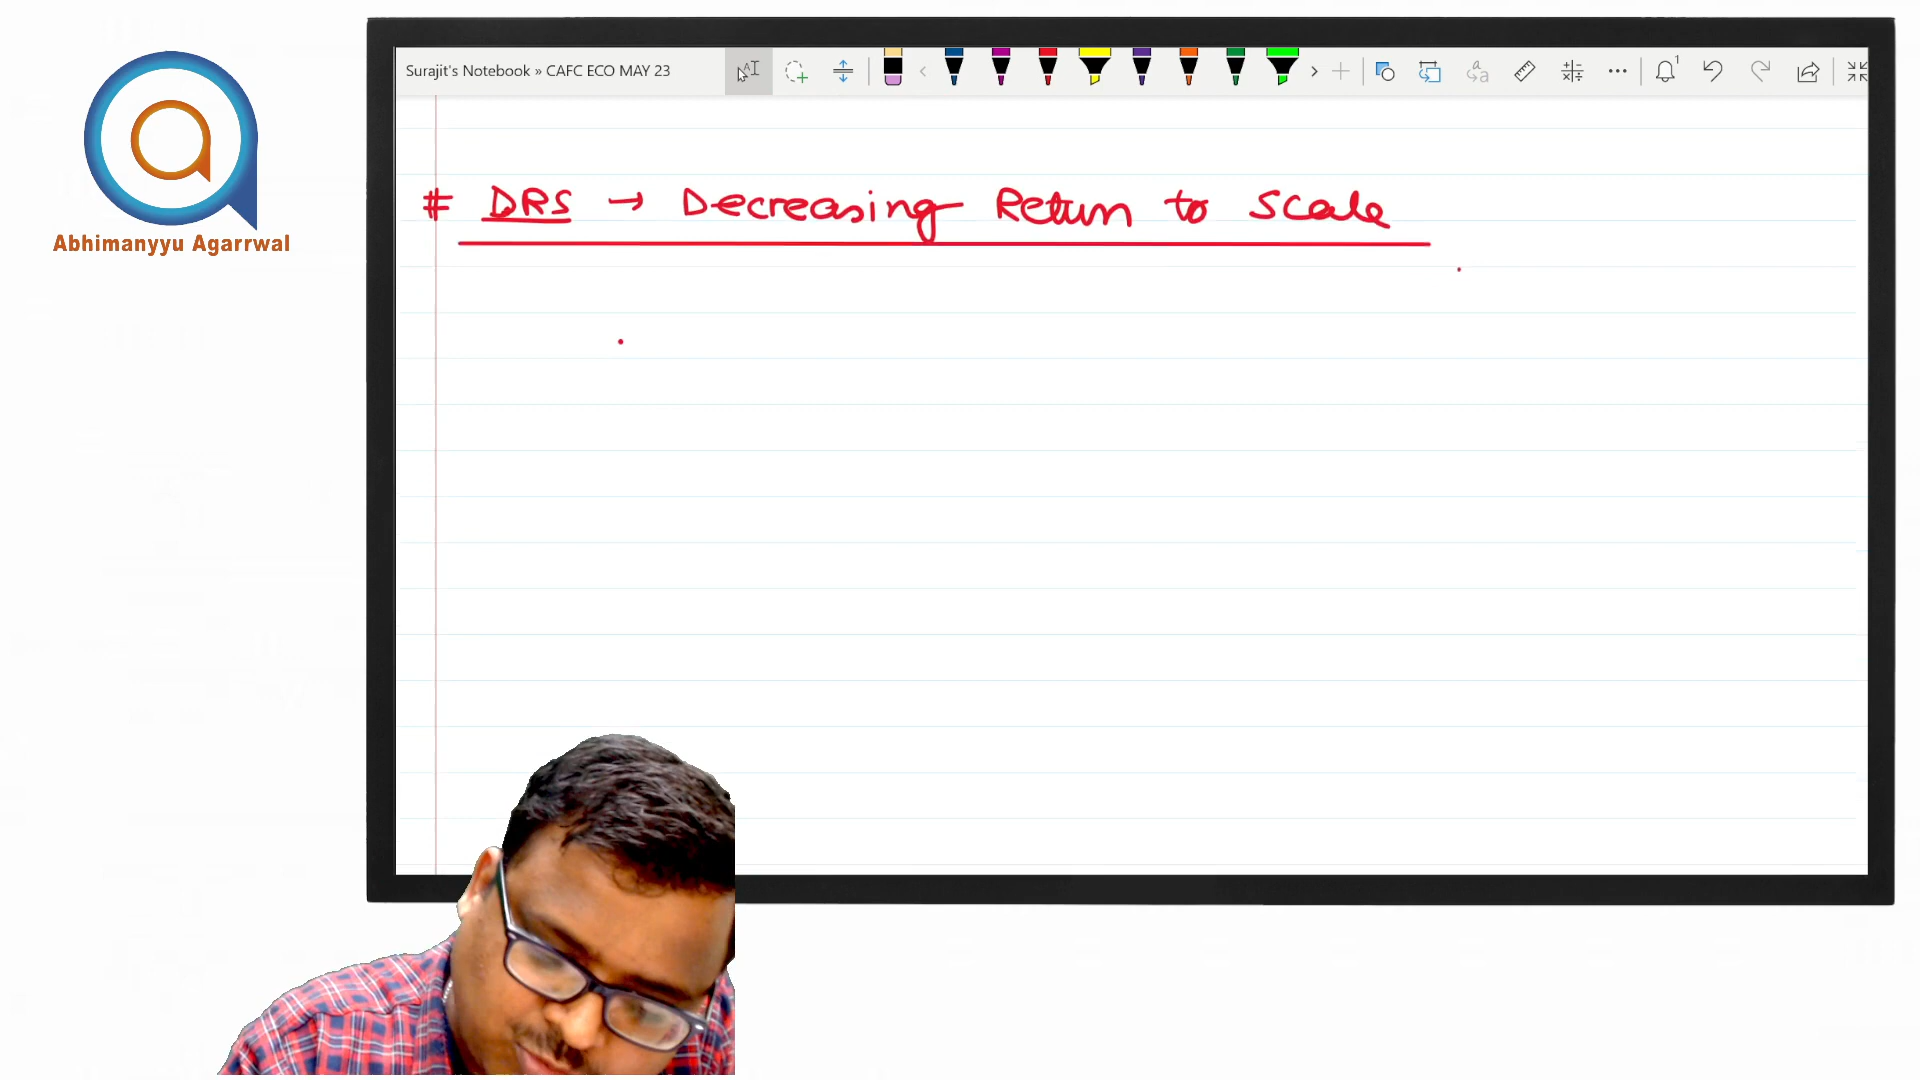 Abhimanyyu Agarrwal
Surajit's Notebook » CAFC ECO MAY 23
# DRS → Decreasing Return to Scale